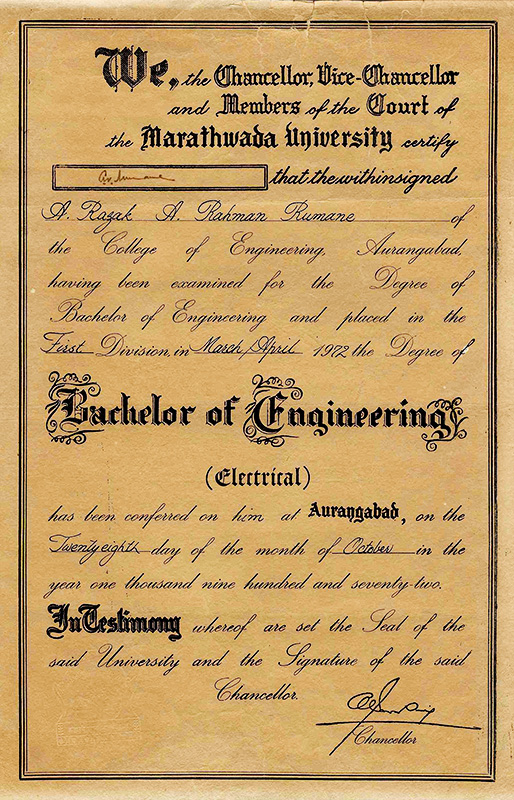 We, the Chancellor, Vice-Chancellor
and Members of the Court of
the Marathwada University certify
that the withinsigned
A. Razak A. Rahman Rumane of
the College of Engineering, Aurangabad,
having been examined for the Degree of
Bachelor of Engineering and placed in the
First Division, in March/April 1972 the Degree of
Bachelor of Engineering
(Electrical)
has been conferred on him at Aurangabad, on the
Twenty eighth day of the month of October in the
year one thousand nine hundred and seventy-two.
In Testimony whereof are set the Seal of the
said University and the Signature of the said
Chancellor.
Chancellor